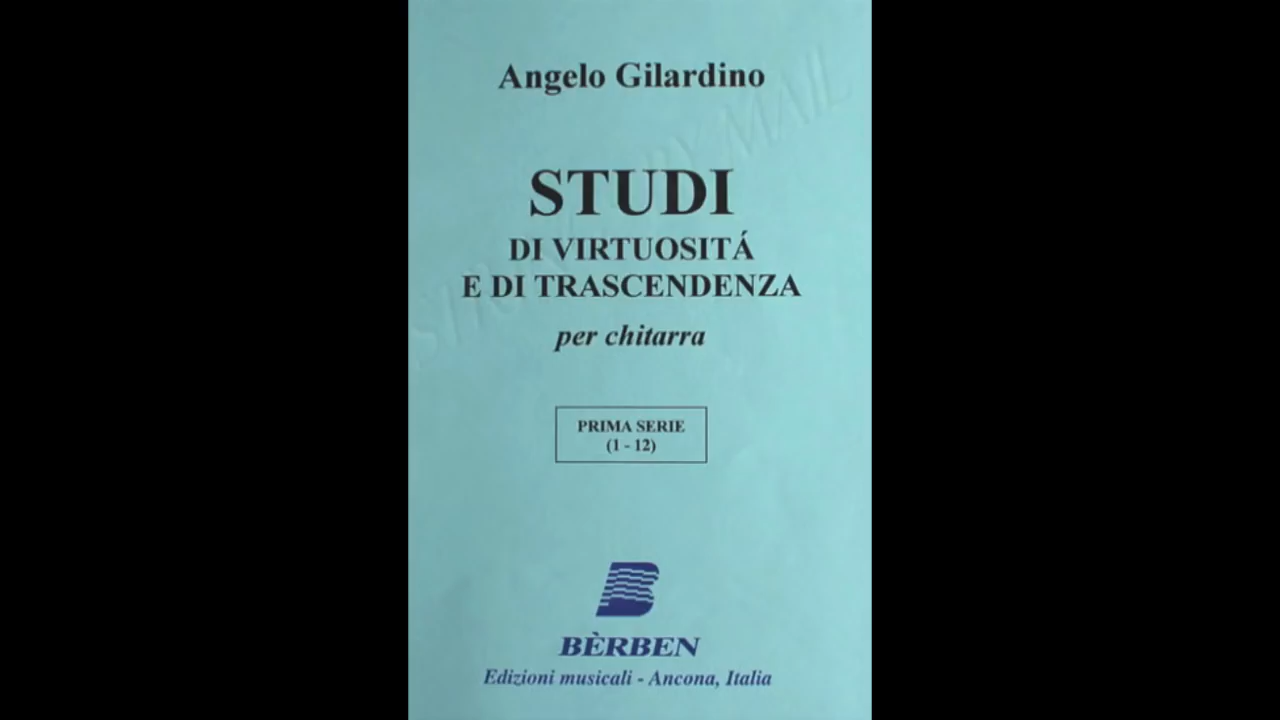 Angelo Gilardino
STUDI
DI VIRTUOSITÁ
E DI TRASCENDENZA
per chitarra
PRIMA SERIE
(1 - 12)
BÈRBEN
Edizioni musicali - Ancona, Italia